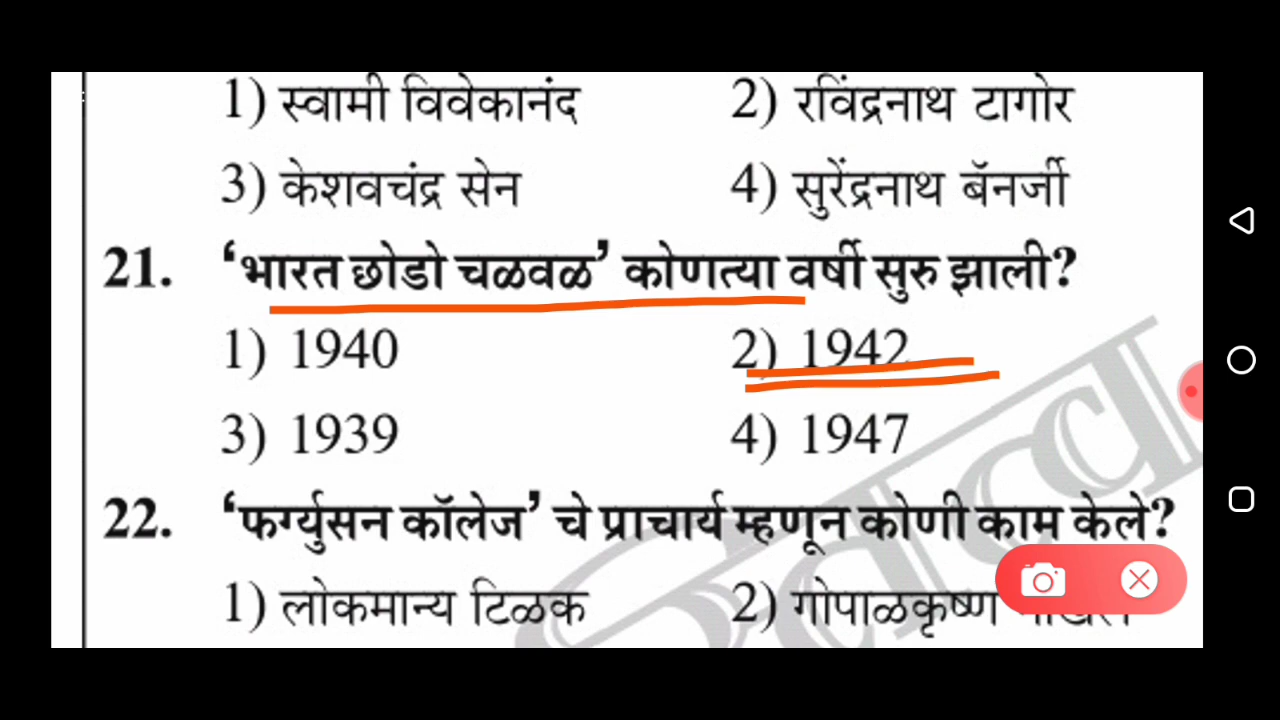 1) स्वामी विवेकानंद 2) रविंद्रनाथ टागोर
3) केशवचंद्र सेन 4) सुरेंद्रनाथ बॅनर्जी
21. ‘भारत छोडो चळवळ’ कोणत्या वर्षी सुरु झाली?
1) 1940 2) 1942
3) 1939 4) 1947
22. ‘फर्ग्युसन कॉलेज’ चे प्राचार्य म्हणून कोणी काम केले?
1) लोकमान्य टिळक 2) गोपाळकृष्ण